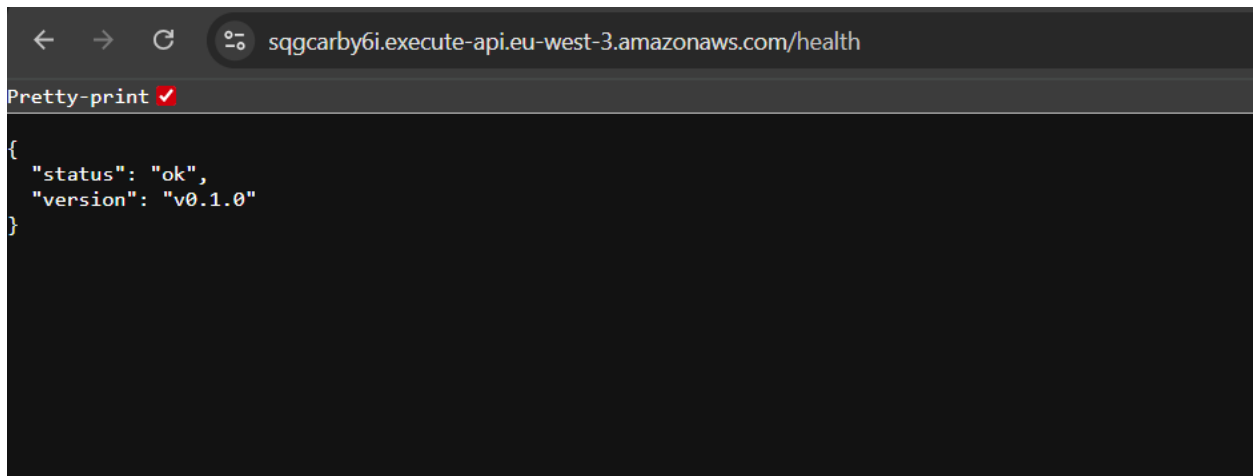 sqgcarby6i.execute-api.eu-west-3.amazonaws.com/health
Pretty-print
{
"status": "ok",
"version": "v0.1.0"
}